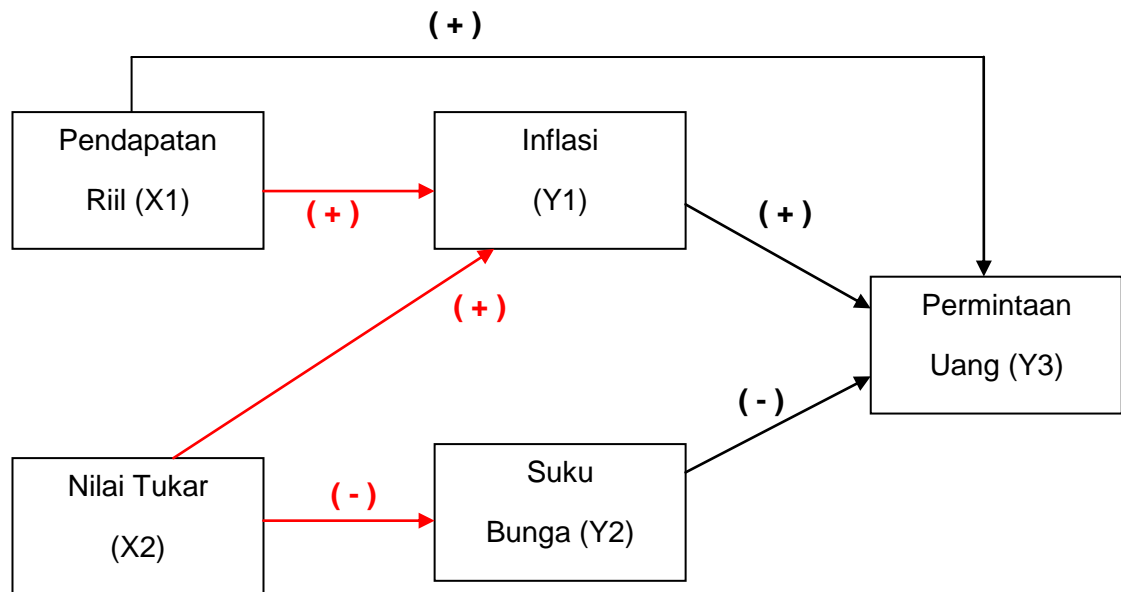 ( + )
Pendapatan
Riil (X1)
( + )
Inflasi
(Y1)
( + )
( + )
Permintaan
Uang (Y3)
( - )
Nilai Tukar
(X2)
( - )
Suku
Bunga (Y2)